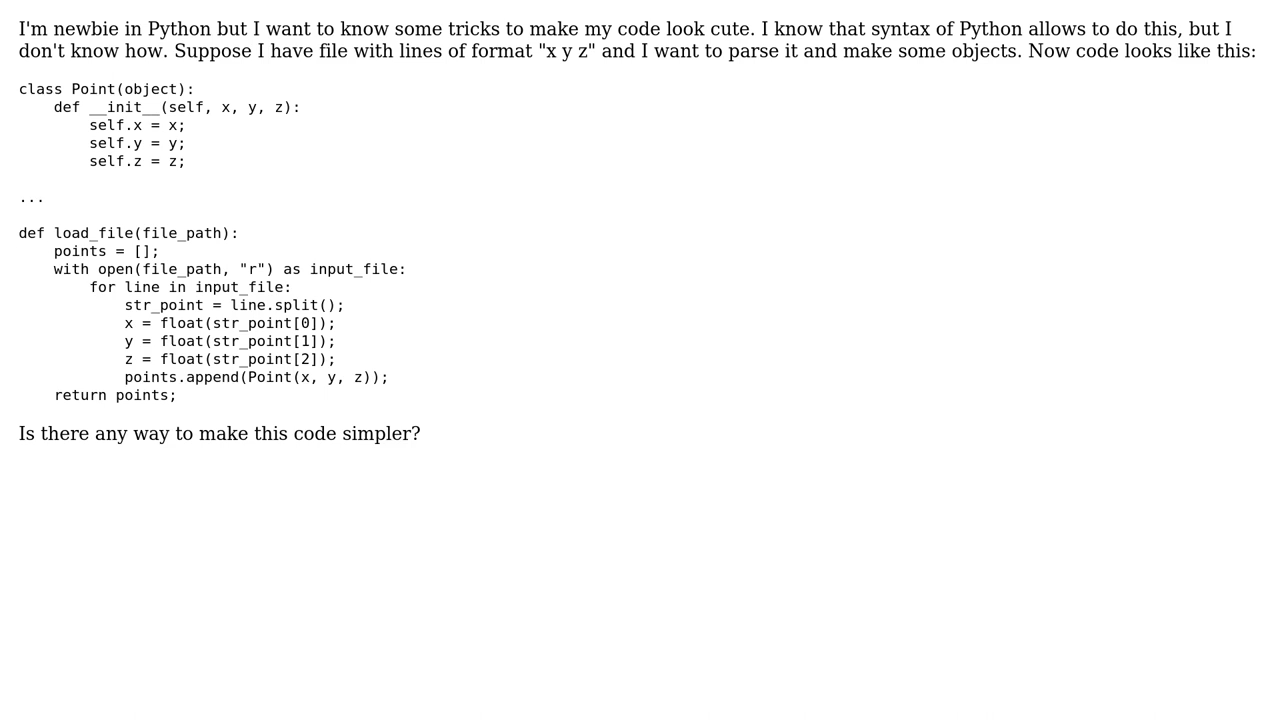 I'm newbie in Python but I want to know some tricks to make my code look cute. I know that syntax of Python allows to do this, but I
don't know how. Suppose I have file with lines of format "x y z" and I want to parse it and make some objects. Now code looks like this:
class Point(object):
    def __init__(self, x, y, z):
        self.x = x;
        self.y = y;
        self.z = z;
...
def load_file(file_path):
    points = [];
    with open(file_path, "r") as input_file:
        for line in input_file:
            str_point = line.split();
            x = float(str_point[0]);
            y = float(str_point[1]);
            z = float(str_point[2]);
            points.append(Point(x, y, z));
    return points;
Is there any way to make this code simpler?